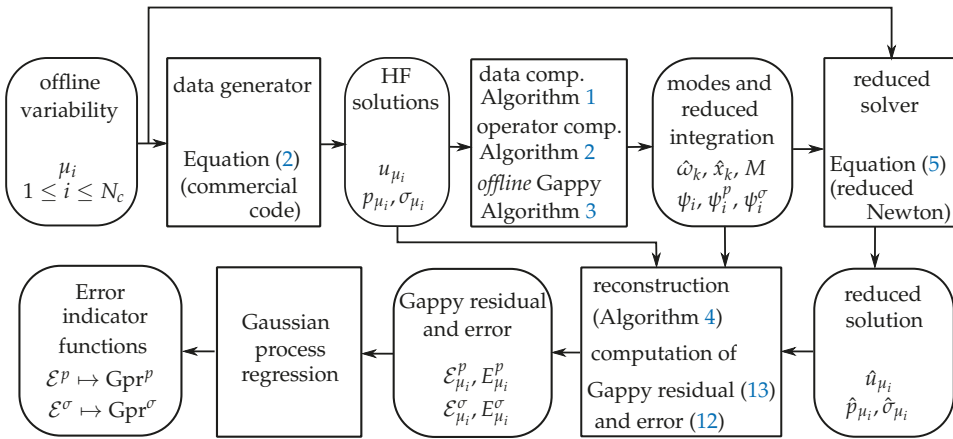 offline
variability
μ_i
1 ≤ i ≤ N_c
data generator
Equation (2)
(commercial
code)
HF
solutions
u_{μ_i}
p_{μ_i}, σ_{μ_i}
data comp.
Algorithm 1
operator comp.
Algorithm 2
offline Gappy
Algorithm 3
modes and
reduced
integration
ω̂_k, x̂_k, M
ψ_i, ψ_i^p, ψ_i^σ
reduced
solver
Equation (5)
(reduced
Newton)
Error
indicator
functions
ℰ^p ↦ Gpr^p
ℰ^σ ↦ Gpr^σ
Gaussian
process
regression
Gappy residual
and error
ℰ^p_{μ_i}, E^p_{μ_i}
ℰ^σ_{μ_i}, E^σ_{μ_i}
reconstruction
(Algorithm 4)
computation of
Gappy residual (13)
and error (12)
reduced
solution
û_{μ_i}
p̂_{μ_i}, σ̂_{μ_i}